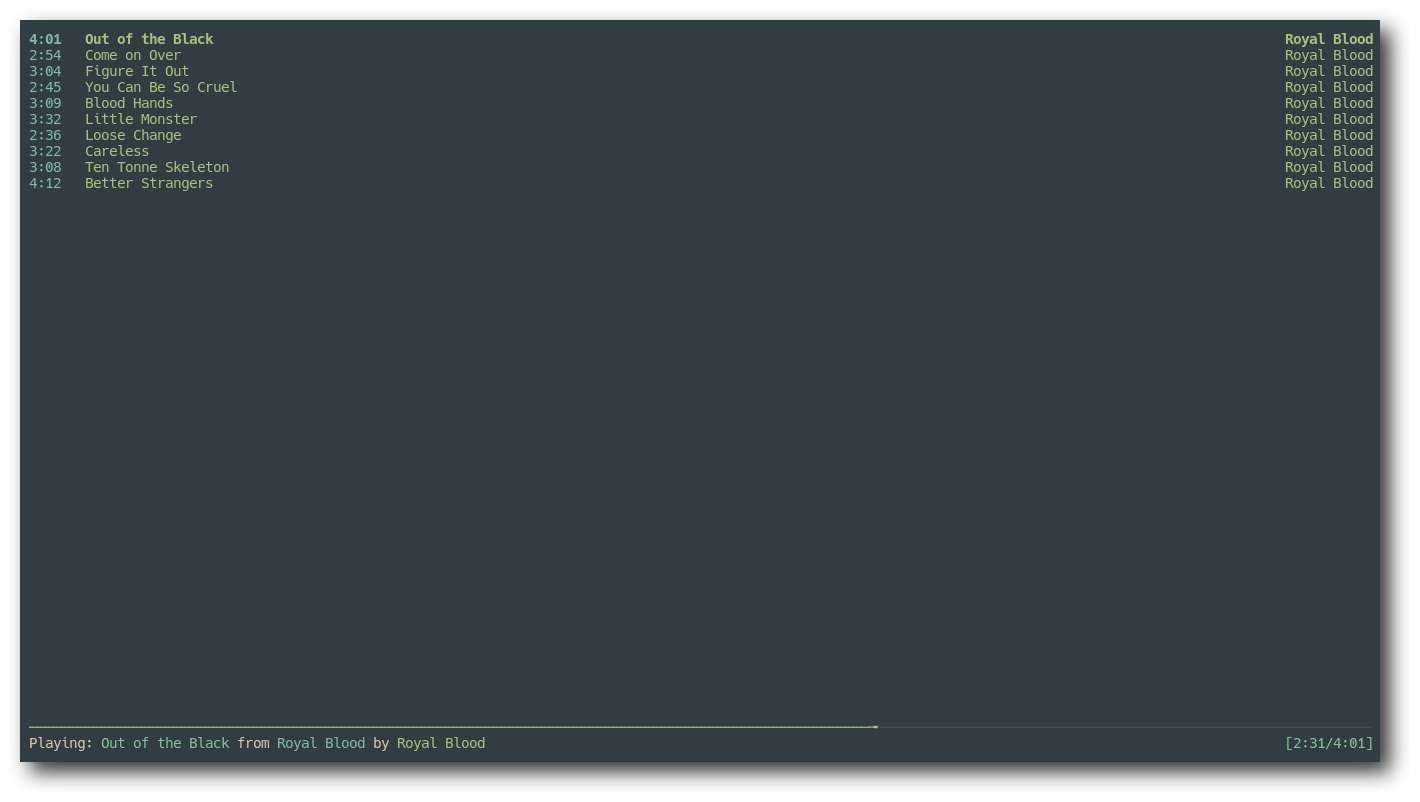 4:01 Out of the Black Royal Blood
2:54 Come on Over Royal Blood
3:04 Figure It Out Royal Blood
2:45 You Can Be So Cruel Royal Blood
3:09 Blood Hands Royal Blood
3:32 Little Monster Royal Blood
2:36 Loose Change Royal Blood
3:22 Careless Royal Blood
3:08 Ten Tonne Skeleton Royal Blood
4:12 Better Strangers Royal Blood
Playing: Out of the Black from Royal Blood by Royal Blood [2:31/4:01]